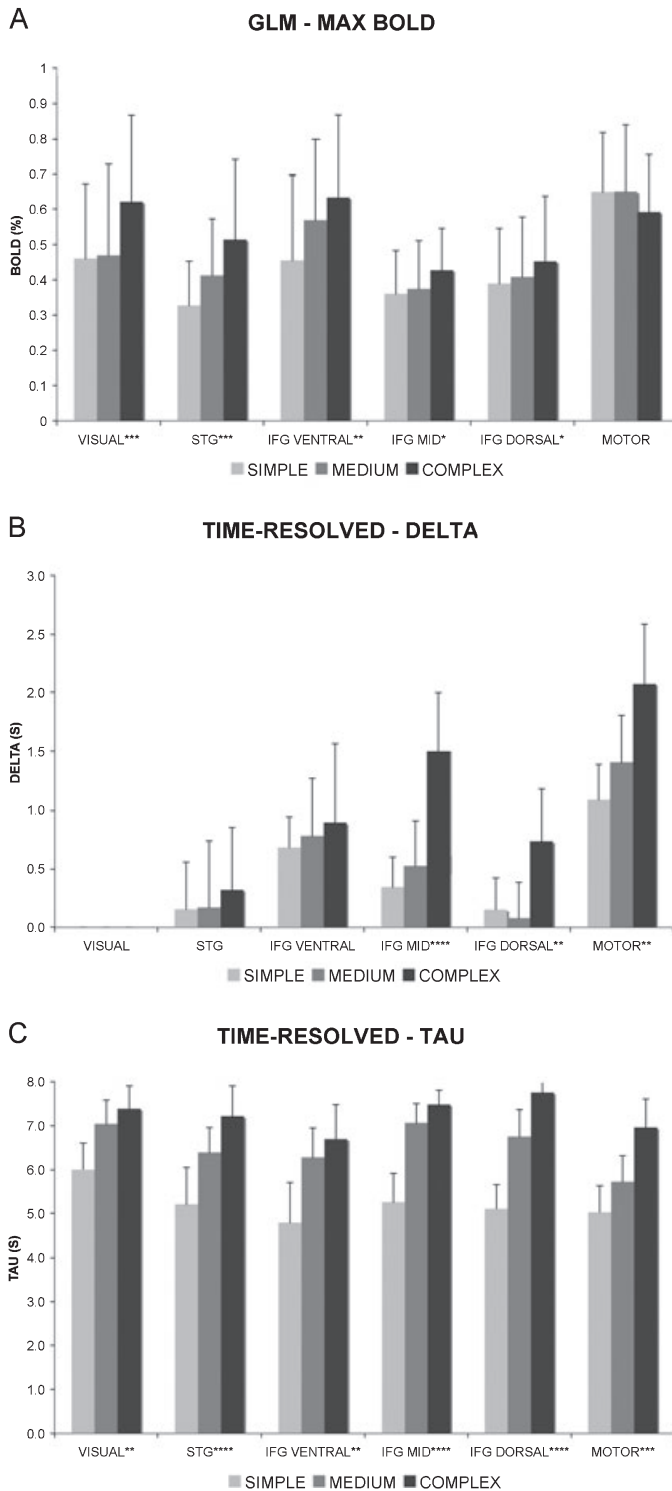 A
GLM - MAX BOLD
1
0.9
0.8
0.7
0.6
0.5
0.4
0.3
0.2
0.1
0
BOLD (%)
VISUAL*** STG*** IFG VENTRAL** IFG MID* IFG DORSAL* MOTOR
SIMPLE MEDIUM COMPLEX
B
TIME-RESOLVED - DELTA
3.0
2.5
2.0
1.5
1.0
0.5
0.0
DELTA (S)
VISUAL STG IFG VENTRAL IFG MID**** IFG DORSAL** MOTOR**
SIMPLE MEDIUM COMPLEX
C
TIME-RESOLVED - TAU
8.0
7.0
6.0
5.0
4.0
3.0
2.0
1.0
0.0
TAU (S)
VISUAL** STG**** IFG VENTRAL** IFG MID**** IFG DORSAL**** MOTOR***
SIMPLE MEDIUM COMPLEX